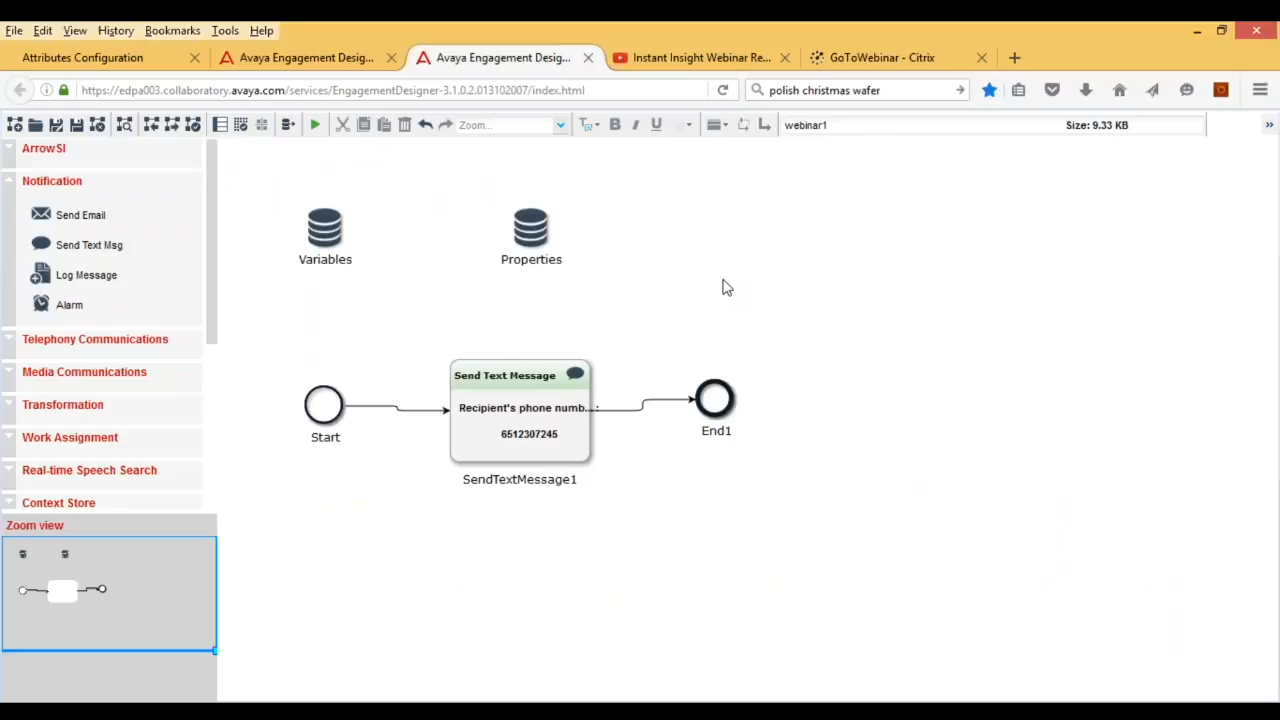 File Edit View History Bookmarks Tools Help
Attributes Configuration
Avaya Engagement Desig...
Avaya Engagement Desig...
Instant Insight Webinar Re...
GoToWebinar - Citrix
https://edpa003.collaboratory.avaya.com/services/EngagementDesigner-3.1.0.2.013102007/index.html
polish christmas wafer
Zoom...
webinar1
Size: 9.33 KB
ArrowSI
Notification
Send Email
Send Text Msg
Log Message
Alarm
Telephony Communications
Media Communications
Transformation
Work Assignment
Real-time Speech Search
Context Store
Zoom view
Variables
Properties
Start
Send Text Message
Recipient's phone numb...:
6512307245
SendTextMessage1
End1